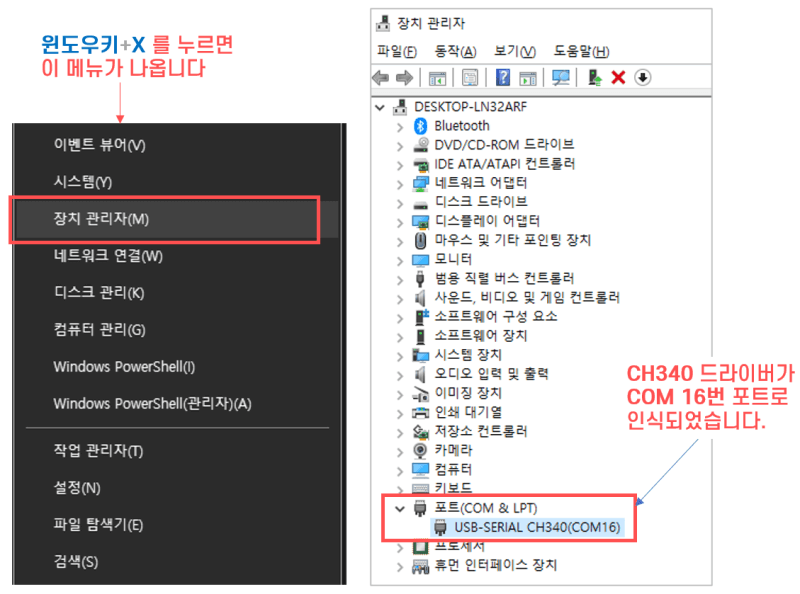 윈도우키+X 를 누르면
이 메뉴가 나옵니다
이벤트 뷰어(V)
시스템(Y)
장치 관리자(M)
네트워크 연결(W)
디스크 관리(K)
컴퓨터 관리(G)
Windows PowerShell(I)
Windows PowerShell(관리자)(A)
작업 관리자(T)
설정(N)
파일 탐색기(E)
검색(S)
장치 관리자
파일(F) 동작(A) 보기(V) 도움말(H)
DESKTOP-LN32ARF
Bluetooth
DVD/CD-ROM 드라이브
IDE ATA/ATAPI 컨트롤러
네트워크 어댑터
디스크 드라이브
디스플레이 어댑터
마우스 및 기타 포인팅 장치
모니터
범용 직렬 버스 컨트롤러
사운드, 비디오 및 게임 컨트롤러
소프트웨어 구성 요소
소프트웨어 장치
시스템 장치
오디오 입력 및 출력
이미징 장치
인쇄 대기열
저장소 컨트롤러
카메라
컴퓨터
키보드
포트(COM & LPT)
USB-SERIAL CH340(COM16)
프로세서
휴먼 인터페이스 장치
CH340 드라이버가
COM 16번 포트로
인식되었습니다.